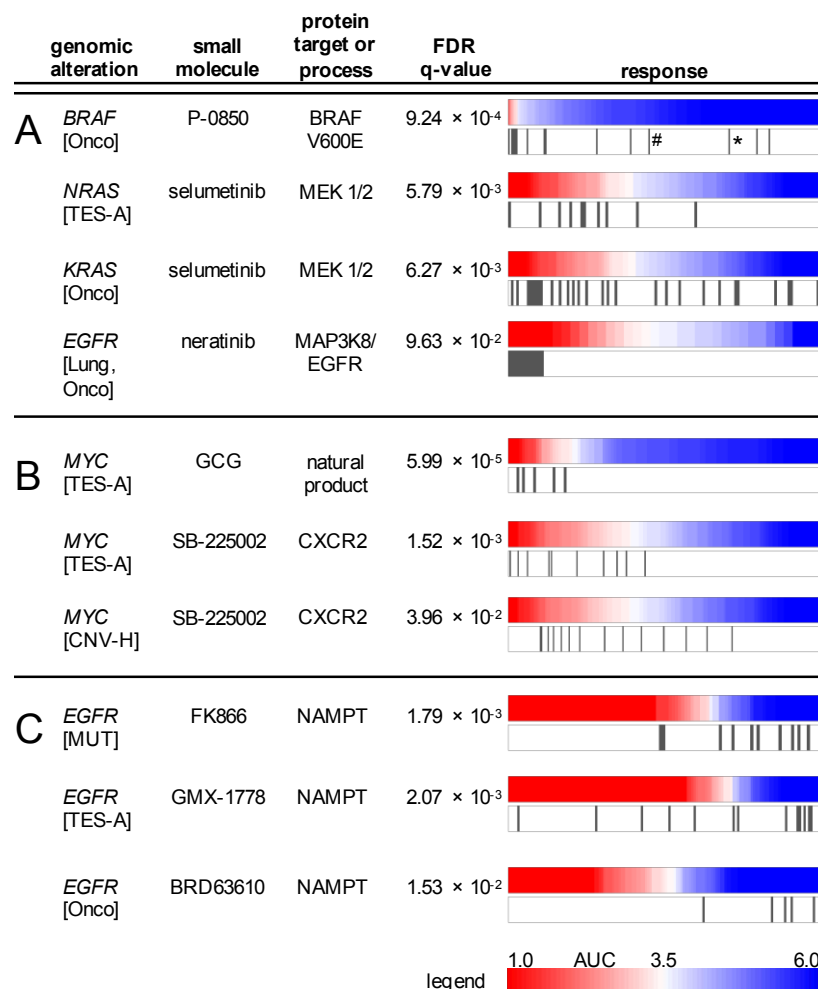 genomic alteration small molecule protein target or process FDR q-value response
A BRAF [Onco] P-0850 BRAF V600E 9.24 × 10-4 # *
NRAS [TES-A] selumetinib MEK 1/2 5.79 × 10-3
KRAS [Onco] selumetinib MEK 1/2 6.27 × 10-3
EGFR [Lung, Onco] neratinib MAP3K8/ EGFR 9.63 × 10-2
B MYC [TES-A] GCG natural product 5.99 × 10-5
MYC [TES-A] SB-225002 CXCR2 1.52 × 10-3
MYC [CNV-H] SB-225002 CXCR2 3.96 × 10-2
C EGFR [MUT] FK866 NAMPT 1.79 × 10-3
EGFR [TES-A] GMX-1778 NAMPT 2.07 × 10-3
EGFR [Onco] BRD63610 NAMPT 1.53 × 10-2
1.0 AUC 3.5 6.0
legend